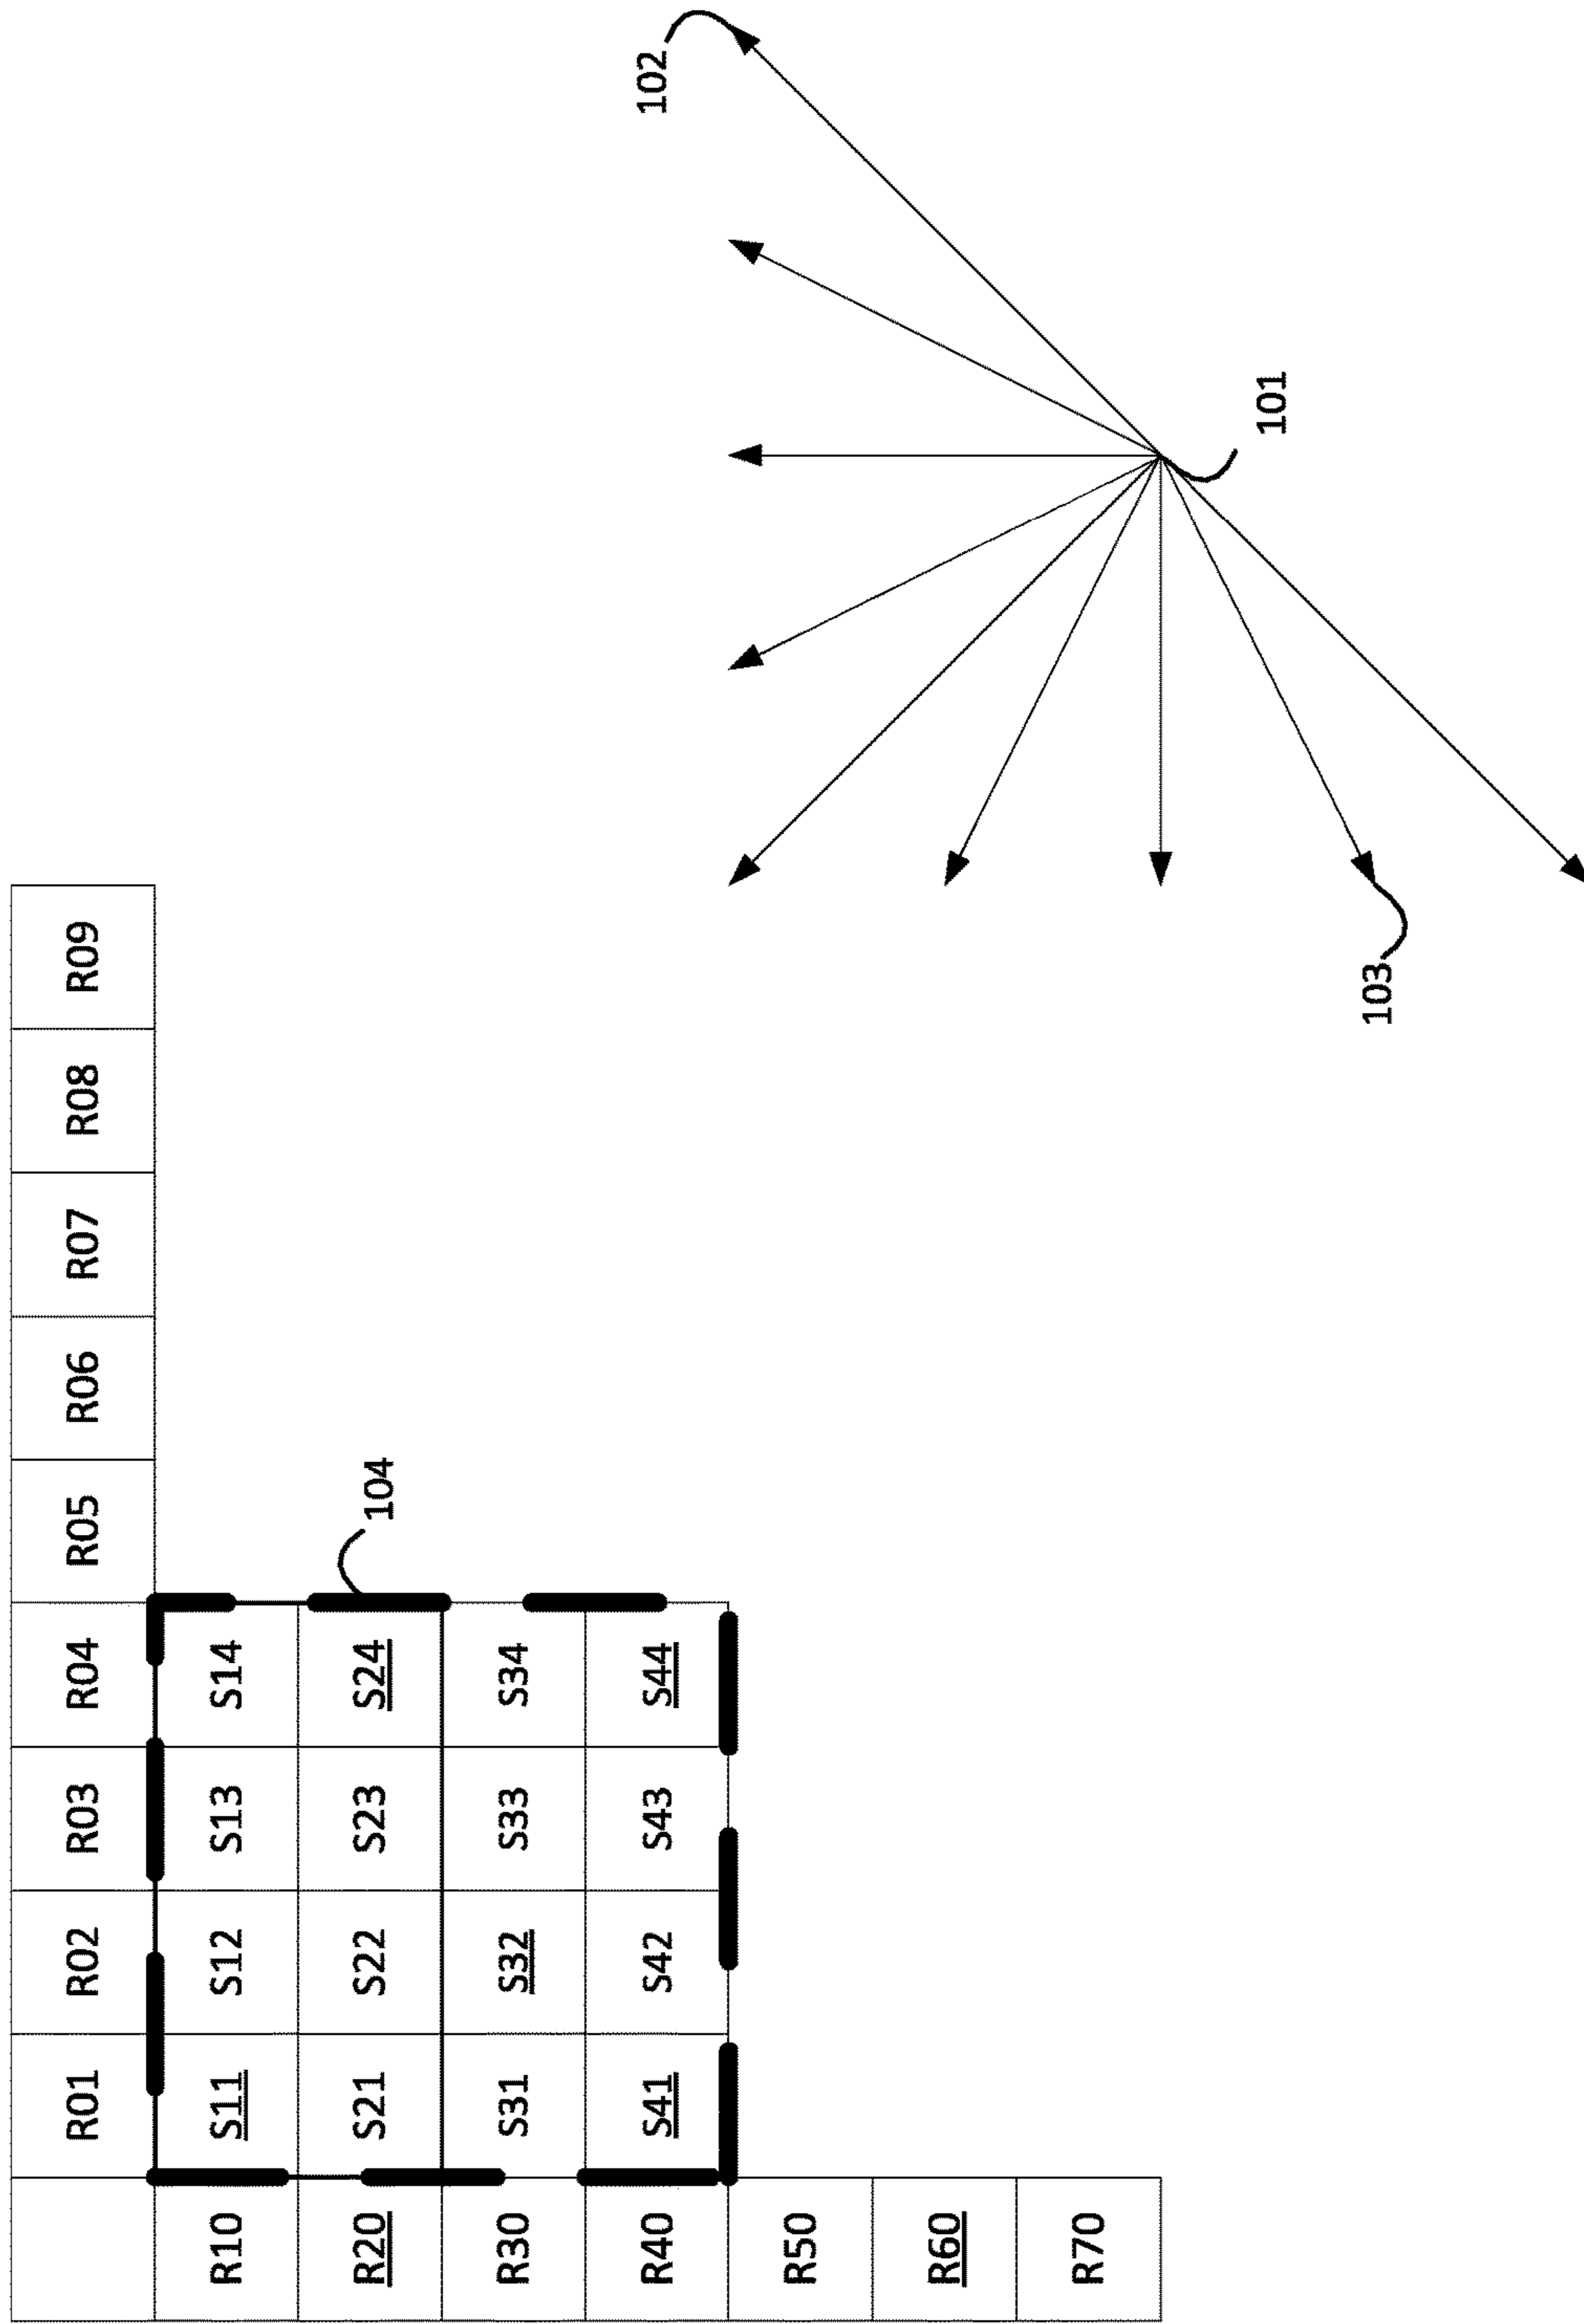 R01 R02 R03 R04 R05 R06 R07 R08 R09
R10 S11 S12 S13 S14
R20 S21 S22 S23 S24
R30 S31 S32 S33 S34
R40 S41 S42 S43 S44
R50
R60
R70
104
102
101
103